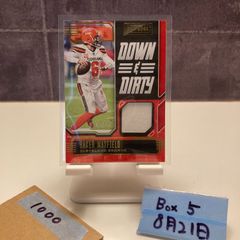 DOWN
&
DIRTY
BAKER MAYFIELD
CLEVELAND BROWNS
1000
Box 5
8月21日